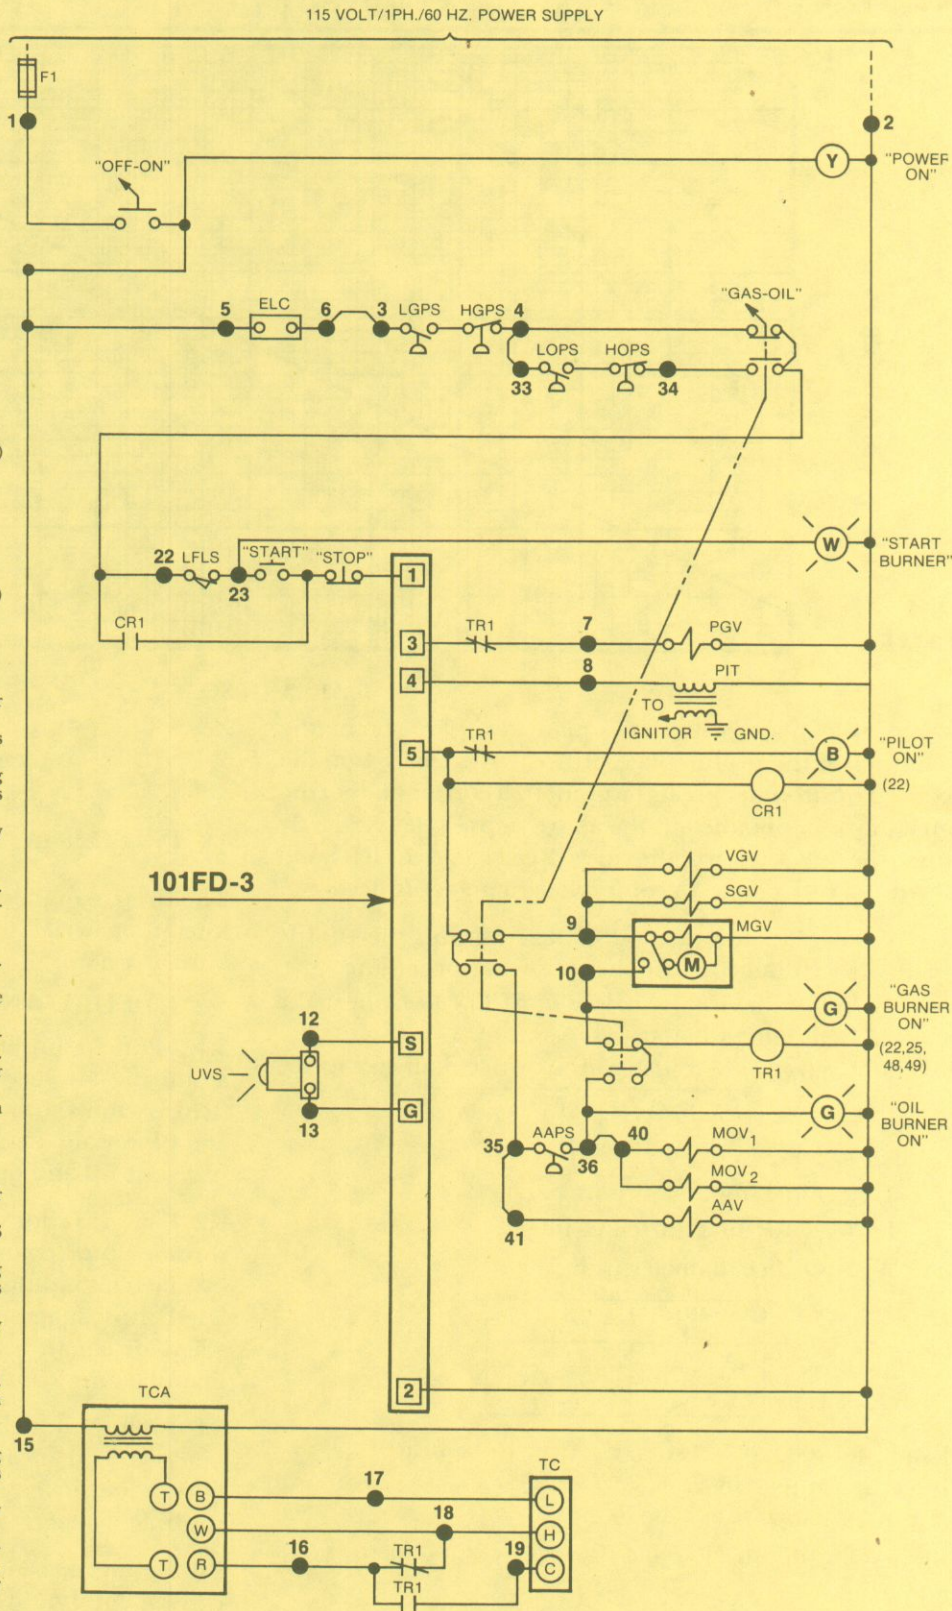 115 VOLT/1PH./60 HZ. POWER SUPPLY
F1
1
2
"OFF-ON"
Y
"POWER
ON"
5
ELC
6
3
LGPS
HGPS
4
"GAS-OIL"
33
LOPS
HOPS
34
W
"START
BURNER"
22
LFLS
23
"START"
"STOP"
1
CR1
3
TR1
7
PGV
4
8
PIT
TO
IGNITOR
GND.
5
TR1
B
"PILOT
ON"
CR1
(22)
101FD-3
VGV
SGV
9
MGV
M
10
G
"GAS
BURNER
ON"
TR1
(22,25,
48,49)
12
S
UVS
13
G
G
"OIL
BURNER
ON"
35
AAPS
36
40
MOV1
MOV2
41
AAV
2
15
TCA
TC
T
B
17
L
W
18
H
T
R
16
TR1
19
C
TR1